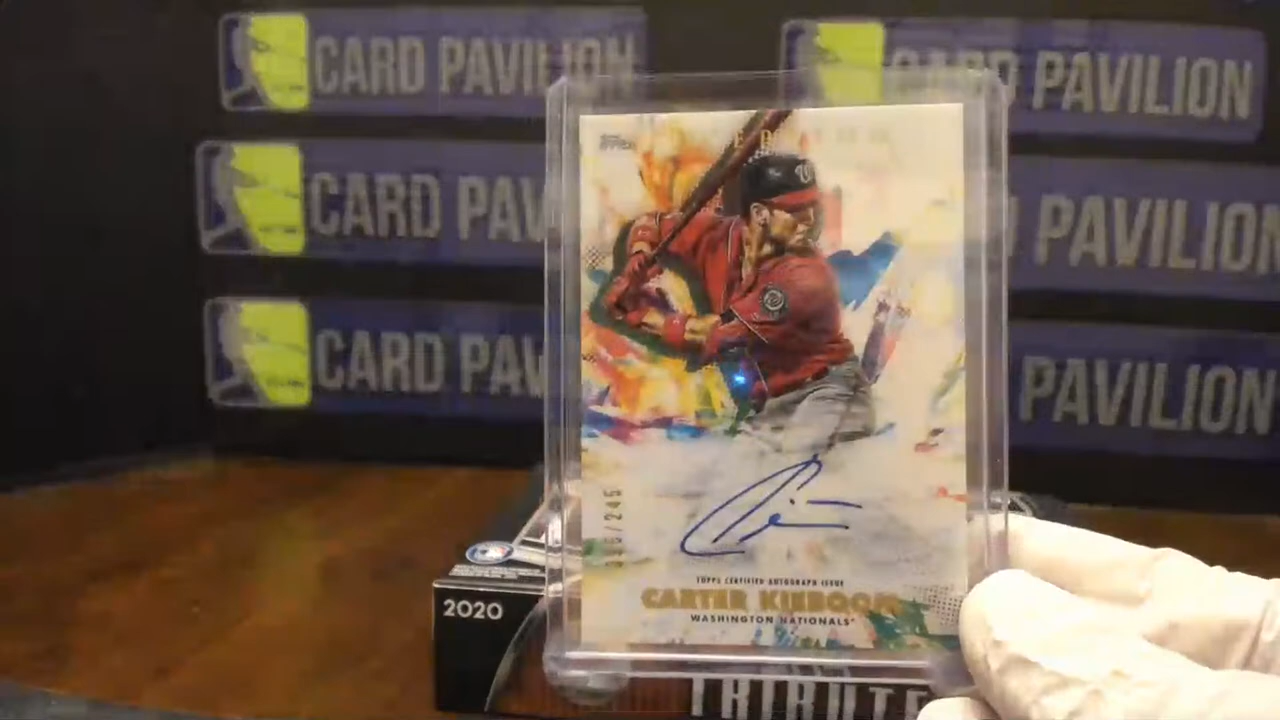 CARD PAVILION
CARD PAVILION
CARD PAV
PAVILION
CARD PAV
PAVILION
Topps
/245
TOPPS CERTIFIED AUTOGRAPH ISSUE
CARTER KIEBOOM
WASHINGTON NATIONALS
2020
TRIBUTE